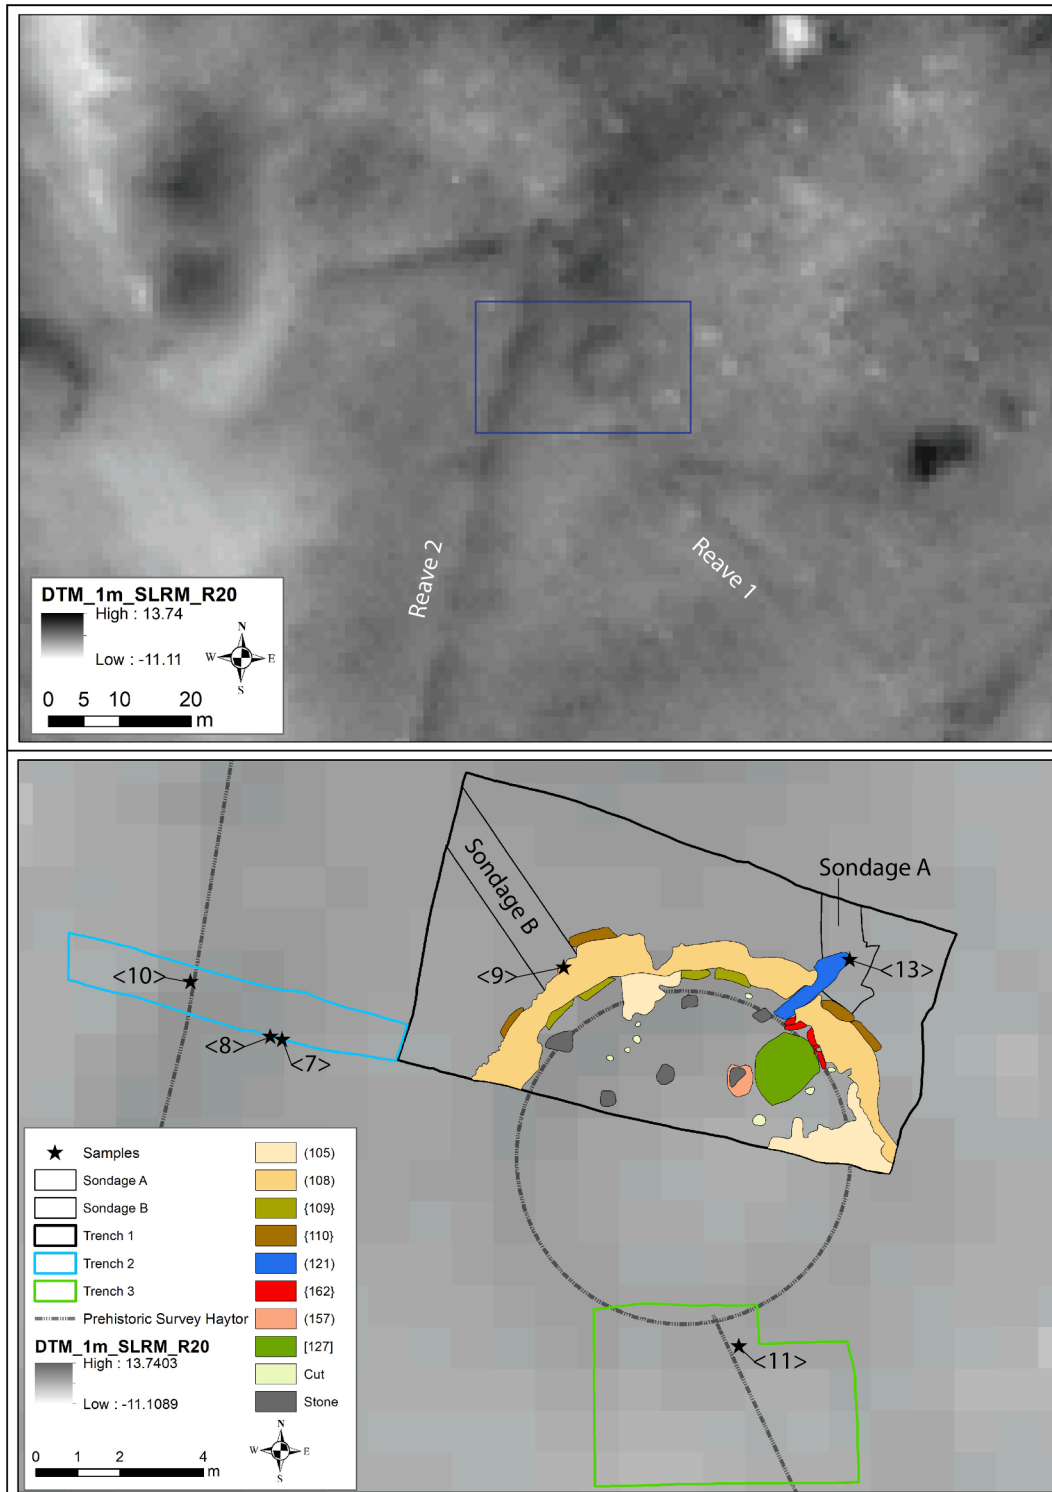 Reave 2
Reave 1
DTM_1m_SLRM_R20
High : 13.74
Low : -11.11
N
W E
S
0 5 10 20
m
Sondage B
Sondage A
<10>
<9>
<13>
<8>
<7>
<11>
Samples
Sondage A
Sondage B
Trench 1
Trench 2
Trench 3
Prehistoric Survey Haytor
DTM_1m_SLRM_R20
High : 13.7403
Low : -11.1089
0 1 2 4
m
(105)
(108)
{109}
{110}
(121)
{162}
(157)
[127]
Cut
Stone
N
W E
S